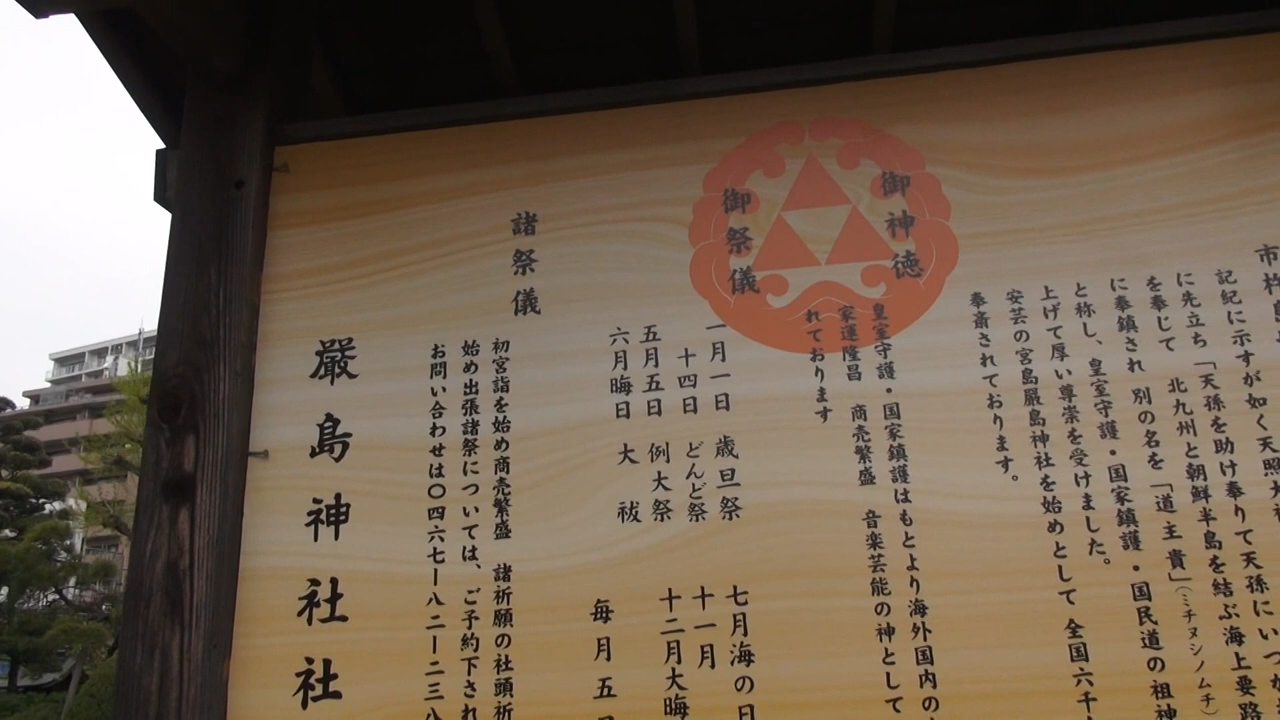 市杵島
記紀に示すが如く天照大神
に先立ち「天孫を助け奉りて天孫にいつか
を奉じて 北九州と朝鮮半島を結ぶ海上要路
に奉鎮され 別の名を「道主貴」(ミチヌシノムチ)
と称し、皇室守護・国家鎮護・国民道の祖神
上げて厚い尊崇を受けました。
安芸の宮島嚴島神社を始めとして 全国六千
奉斎されております。
御神徳
皇室守護・国家鎮護はもとより海外国内の
家運隆昌 商売繁盛 音楽芸能の神として
れております
御祭儀
一月一日 歳旦祭 七月海の日
十四日 どんど祭 十一月
五月五日 例大祭 十二月大晦
六月晦日 大祓 毎月五日
諸祭儀
初宮詣を始め商売繁盛 諸祈願の社頭祈
始め出張諸祭については、ご予約下され
お問い合わせは〇四六七ー八二ー二三八
嚴島神社社